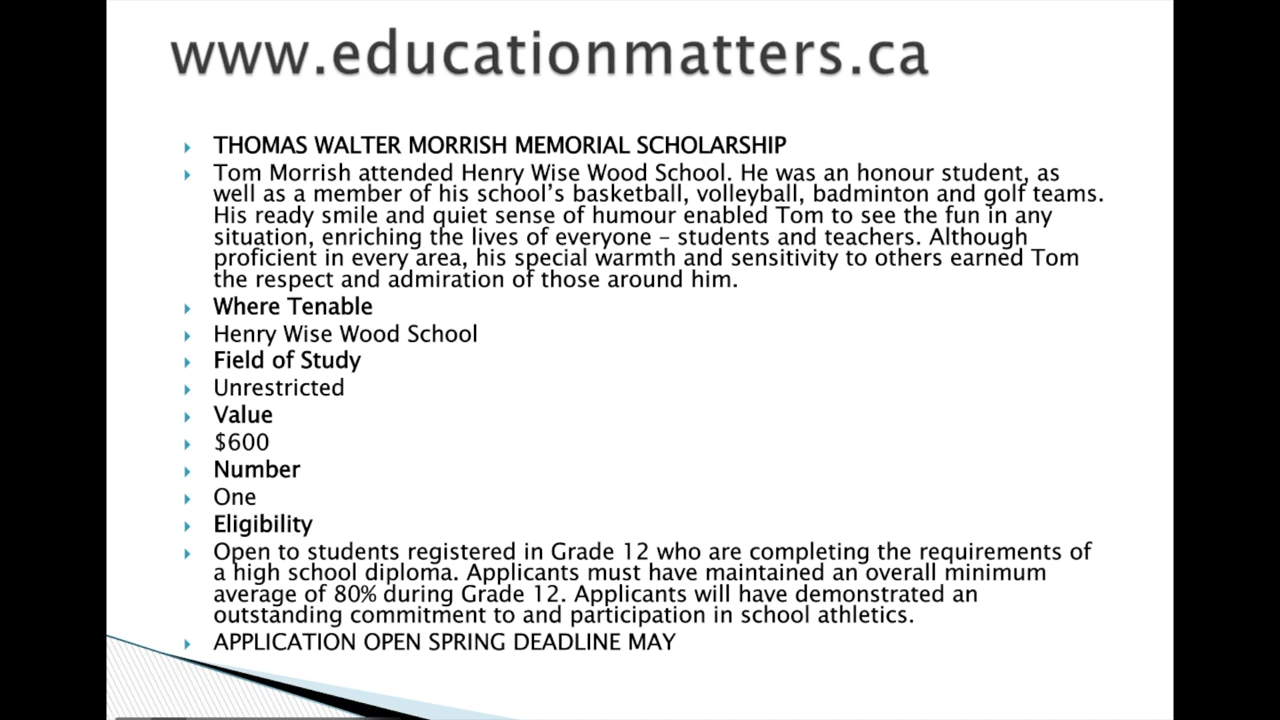 www.educationmatters.ca
THOMAS WALTER MORRISH MEMORIAL SCHOLARSHIP
Tom Morrish attended Henry Wise Wood School. He was an honour student, as
well as a member of his school's basketball, volleyball, badminton and golf teams.
His ready smile and quiet sense of humour enabled Tom to see the fun in any
situation, enriching the lives of everyone – students and teachers. Although
proficient in every area, his special warmth and sensitivity to others earned Tom
the respect and admiration of those around him.
Where Tenable
Henry Wise Wood School
Field of Study
Unrestricted
Value
$600
Number
One
Eligibility
Open to students registered in Grade 12 who are completing the requirements of
a high school diploma. Applicants must have maintained an overall minimum
average of 80% during Grade 12. Applicants will have demonstrated an
outstanding commitment to and participation in school athletics.
APPLICATION OPEN SPRING DEADLINE MAY